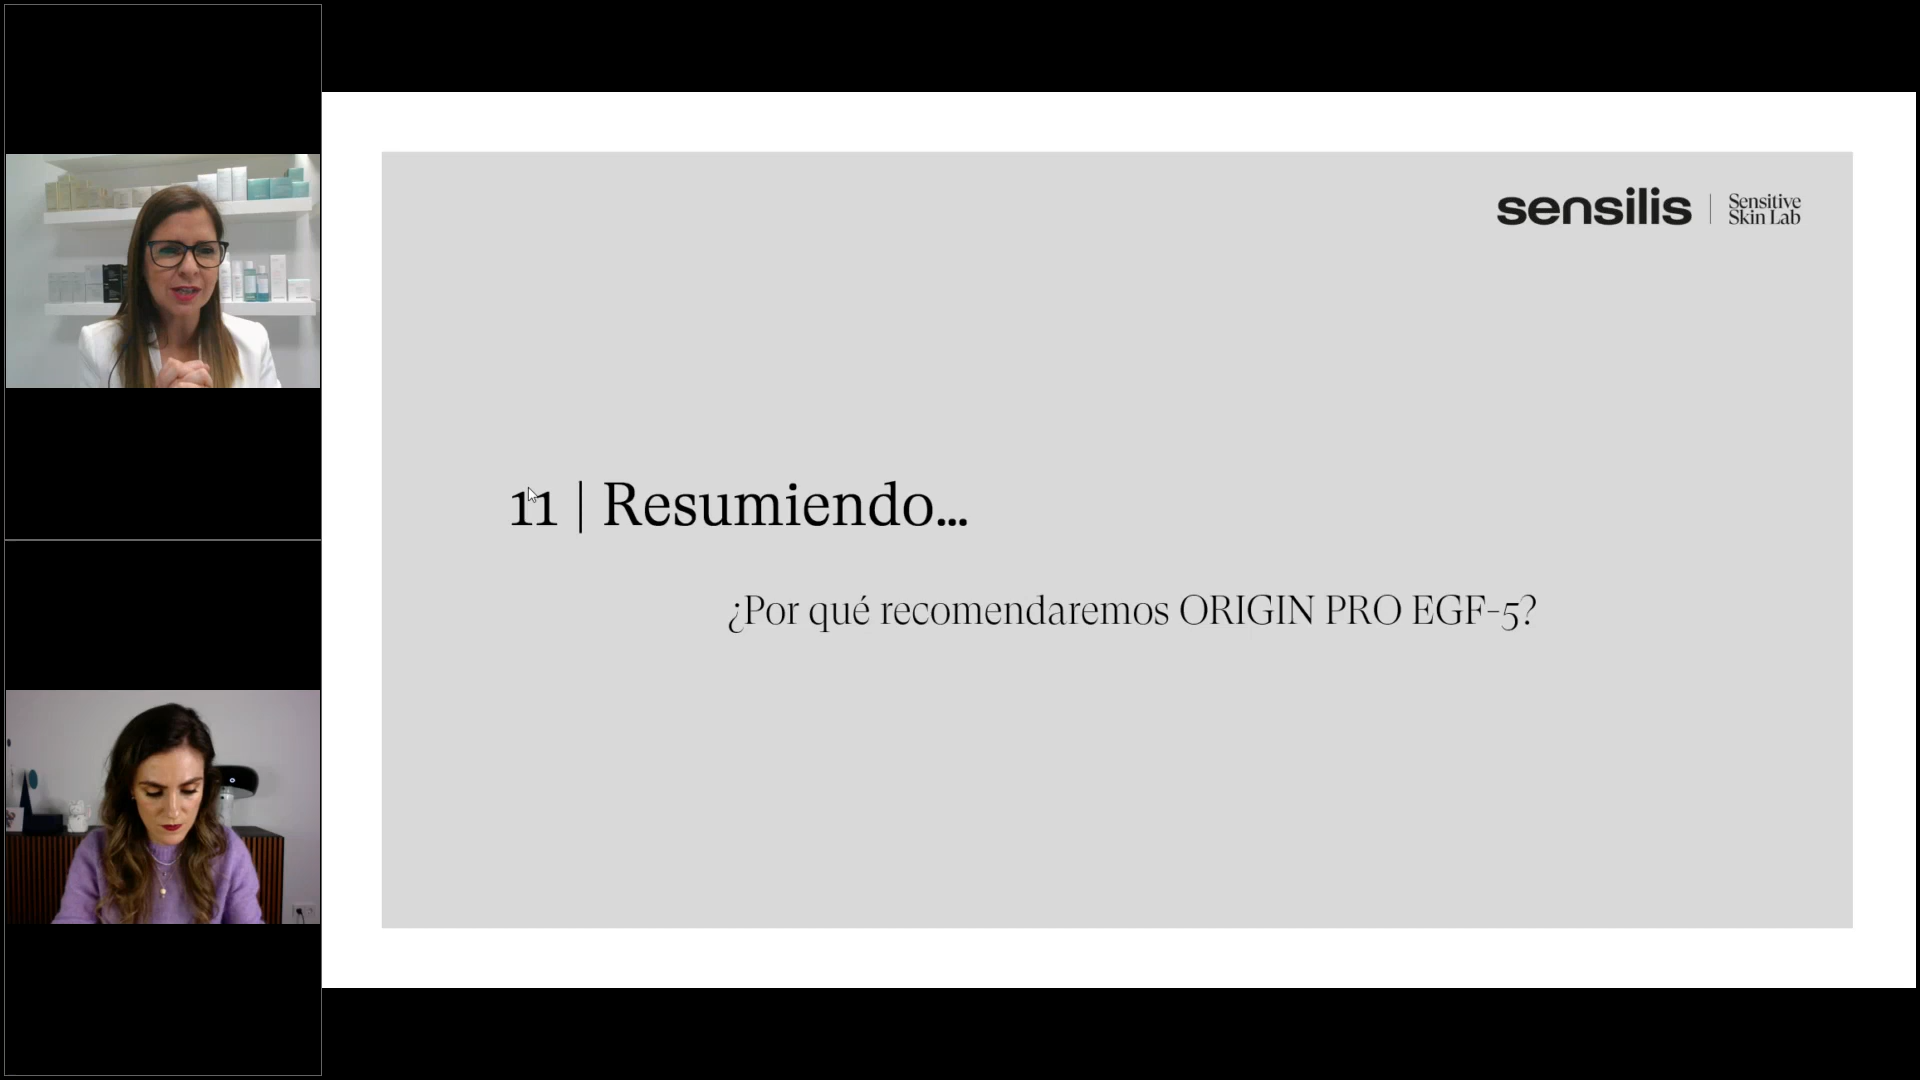 sensilis
Sensitive
Skin Lab
11 | Resumiendo...
¿Por qué recomendaremos ORIGIN PRO EGF-5?